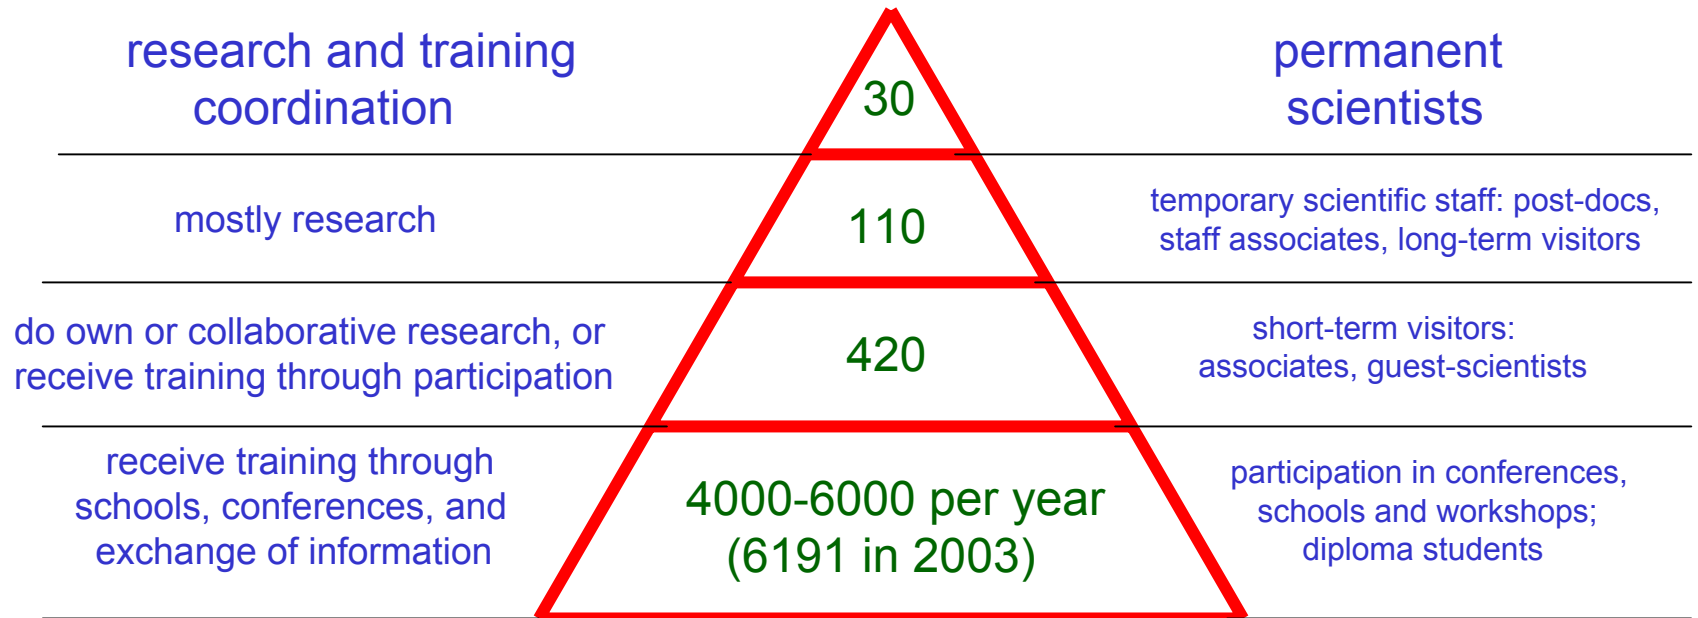 research and training
coordination
30
permanent
scientists
mostly research
110
temporary scientific staff: post-docs,
staff associates, long-term visitors
do own or collaborative research, or
receive training through participation
420
short-term visitors:
associates, guest-scientists
receive training through
schools, conferences, and
exchange of information
4000-6000 per year
(6191 in 2003)
participation in conferences,
schools and workshops;
diploma students